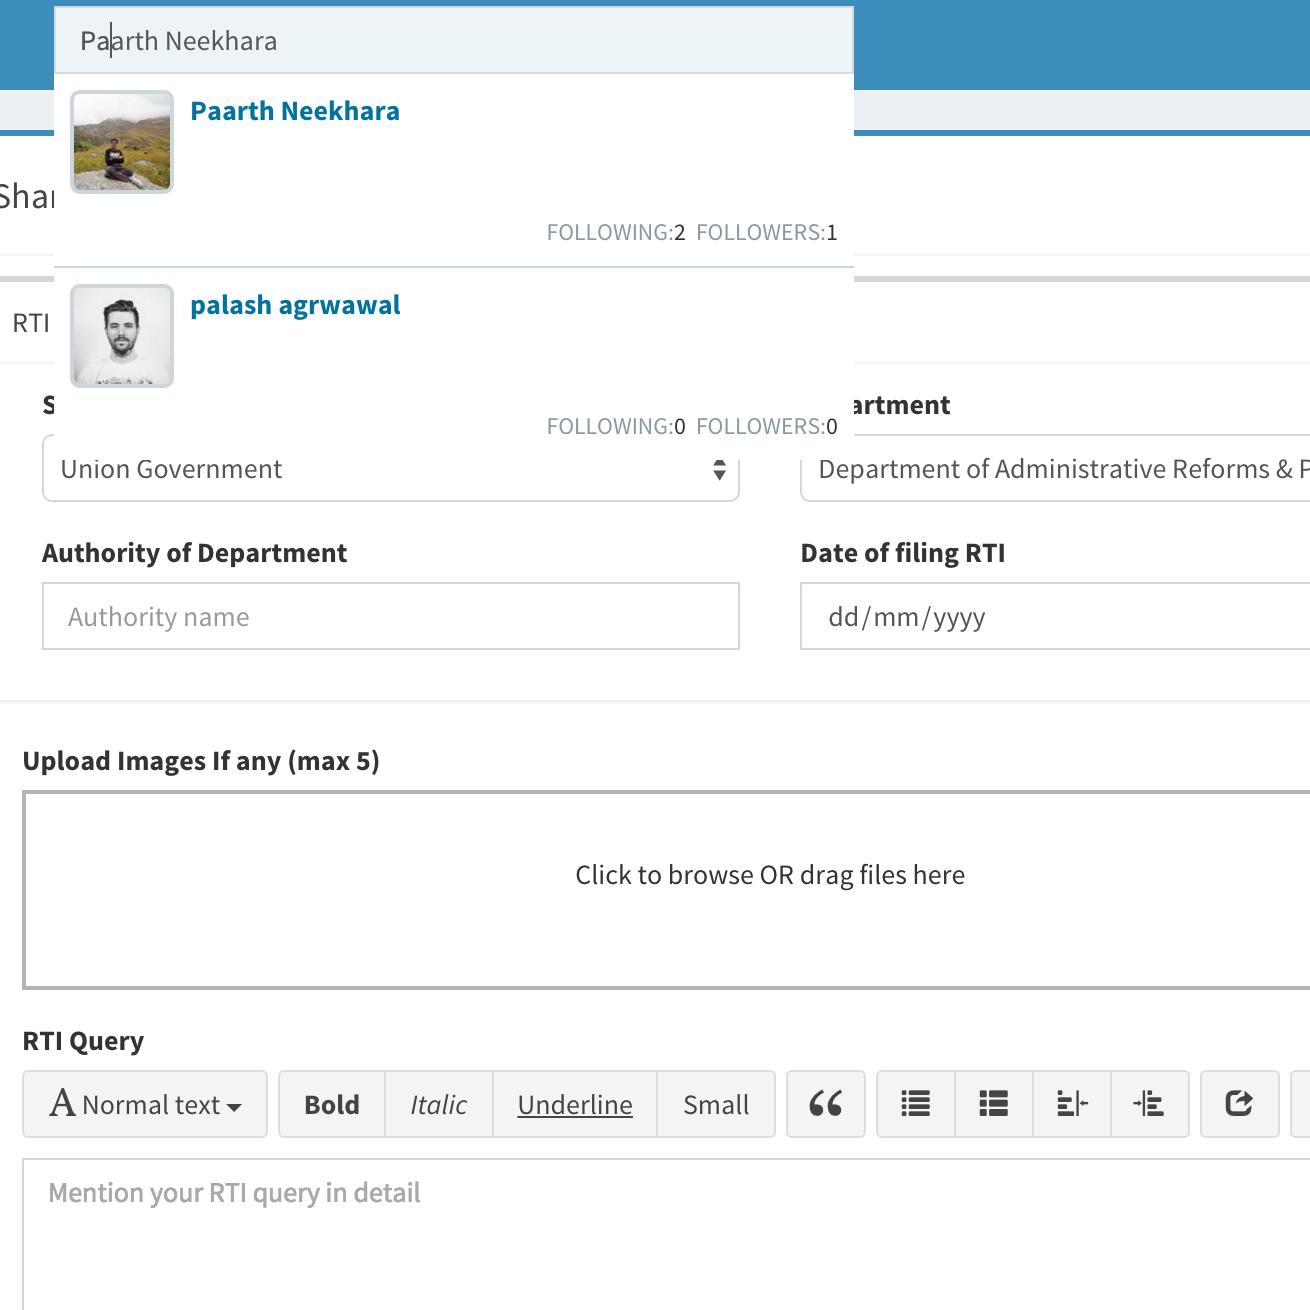 Paarth Neekhara
Paarth Neekhara
FOLLOWING:2 FOLLOWERS:1
Shar
palash agrwawal
RTI
FOLLOWING:0 FOLLOWERS:0
S
artment
Union Government
Department of Administrative Reforms & P
Authority of Department
Date of filing RTI
Authority name
dd/mm/yyyy
Upload Images If any (max 5)
Click to browse OR drag files here
RTI Query
A Normal text Bold Italic Underline Small
Mention your RTI query in detail